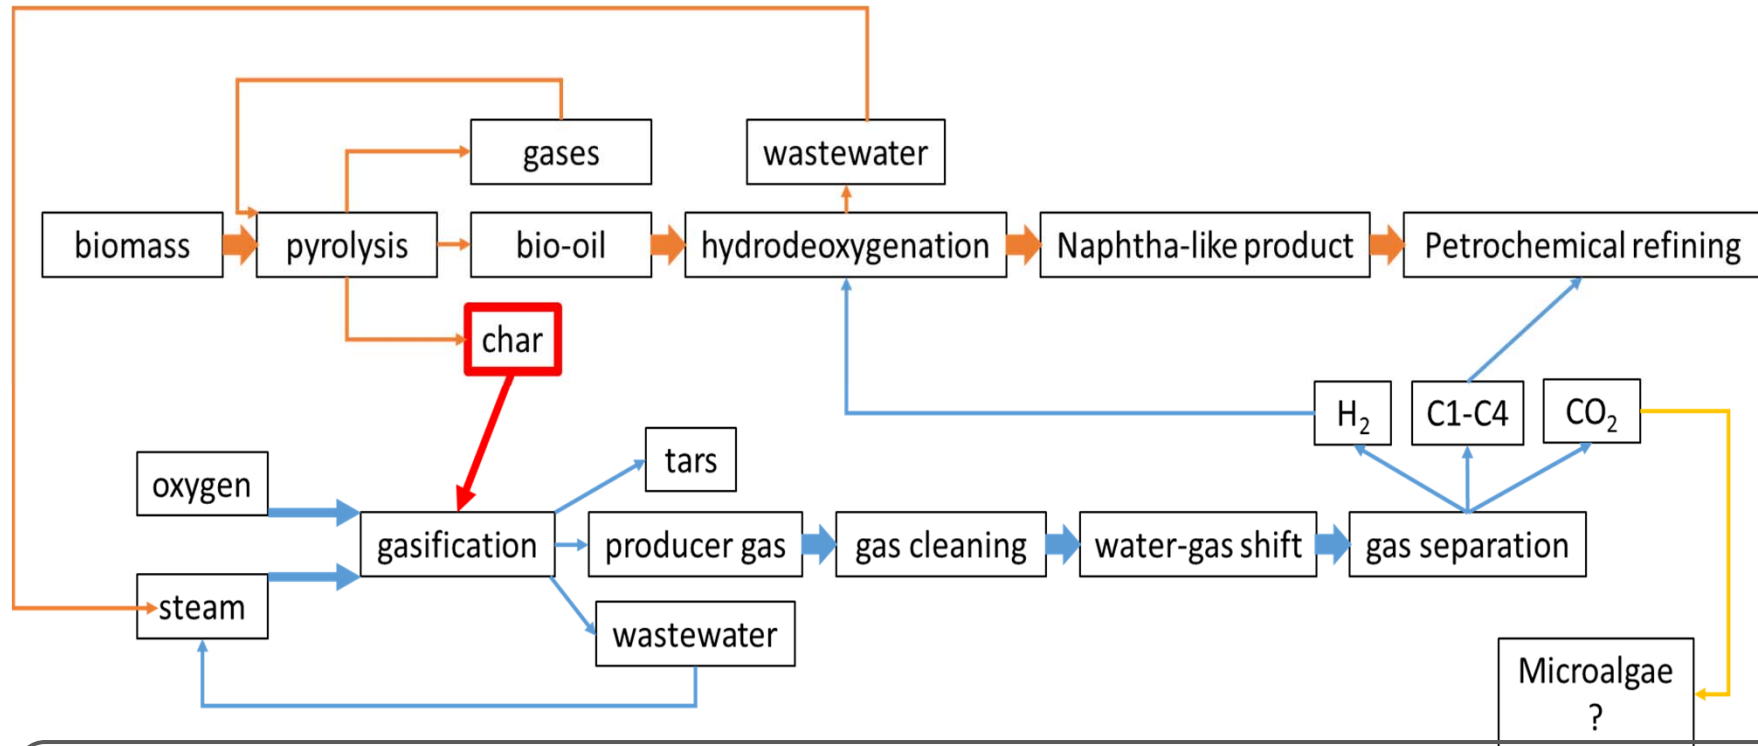 gases
wastewater
biomass
pyrolysis
bio-oil
hydrodeoxygenation
Naphtha-like product
Petrochemical refining
char
H₂
C1-C4
CO₂
tars
oxygen
gasification
producer gas
gas cleaning
water-gas shift
gas separation
steam
wastewater
Microalgae
?